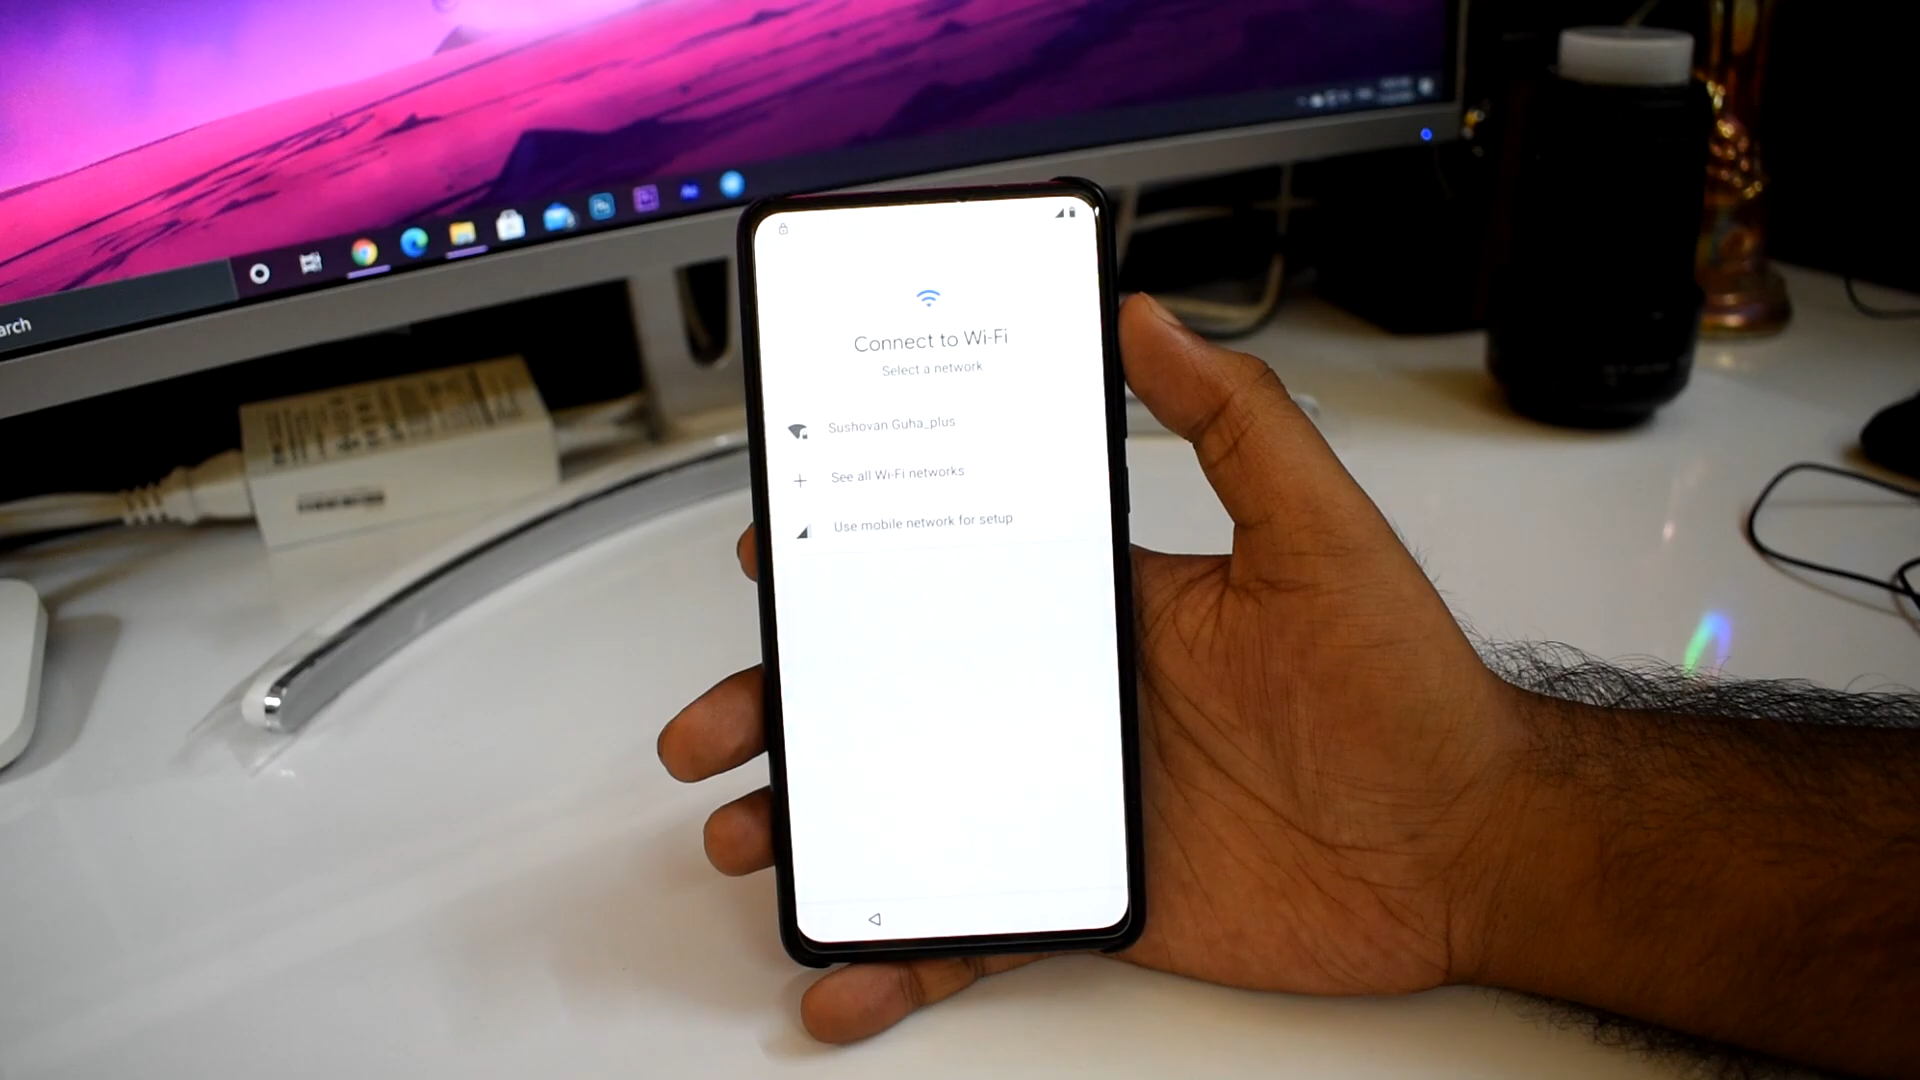 arch
Connect to Wi-Fi
Select a network
Sushovan Guha_plus
See all Wi-Fi networks
Use mobile network for setup